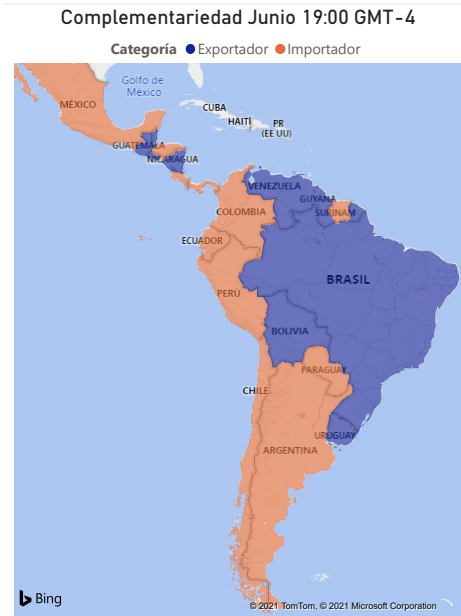 Complementariedad Junio 19:00 GMT-4
Categoría Exportador Importador
Golfo de
México
MÉXICO
CUBA
HAITÍ
PR
(EE UU)
GUATEMALA
NICARAGUA
VENEZUELA
GUYANA
SURINAM
COLOMBIA
ECUADOR
PERÚ
BRASIL
BOLIVIA
PARAGUAY
CHILE
URUGUAY
ARGENTINA
Bing
© 2021 TomTom, © 2021 Microsoft Corporation